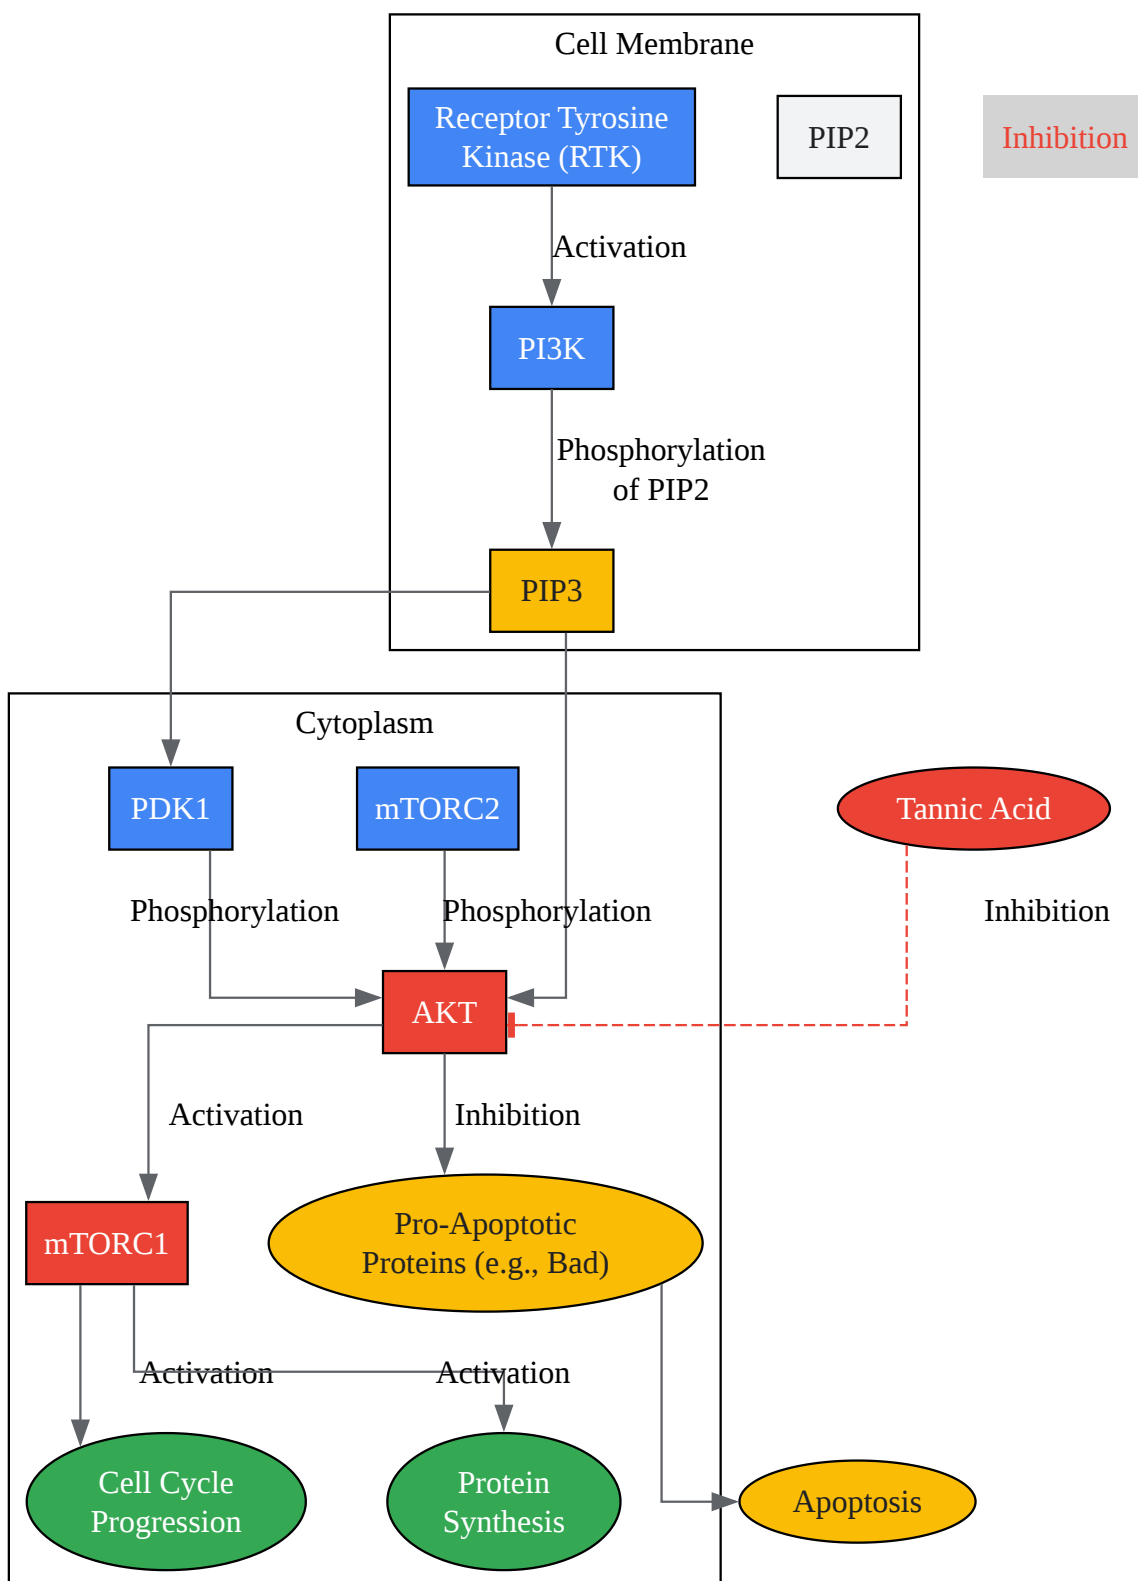 Cell Membrane
Receptor Tyrosine
Kinase (RTK)
PIP2
Inhibition
Activation
PI3K
Phosphorylation
of PIP2
PIP3
Cytoplasm
PDK1
mTORC2
Tannic Acid
Phosphorylation
Phosphorylation
Inhibition
AKT
Activation
Inhibition
mTORC1
Pro-Apoptotic
Proteins (e.g., Bad)
Activation
Activation
Cell Cycle
Progression
Protein
Synthesis
Apoptosis